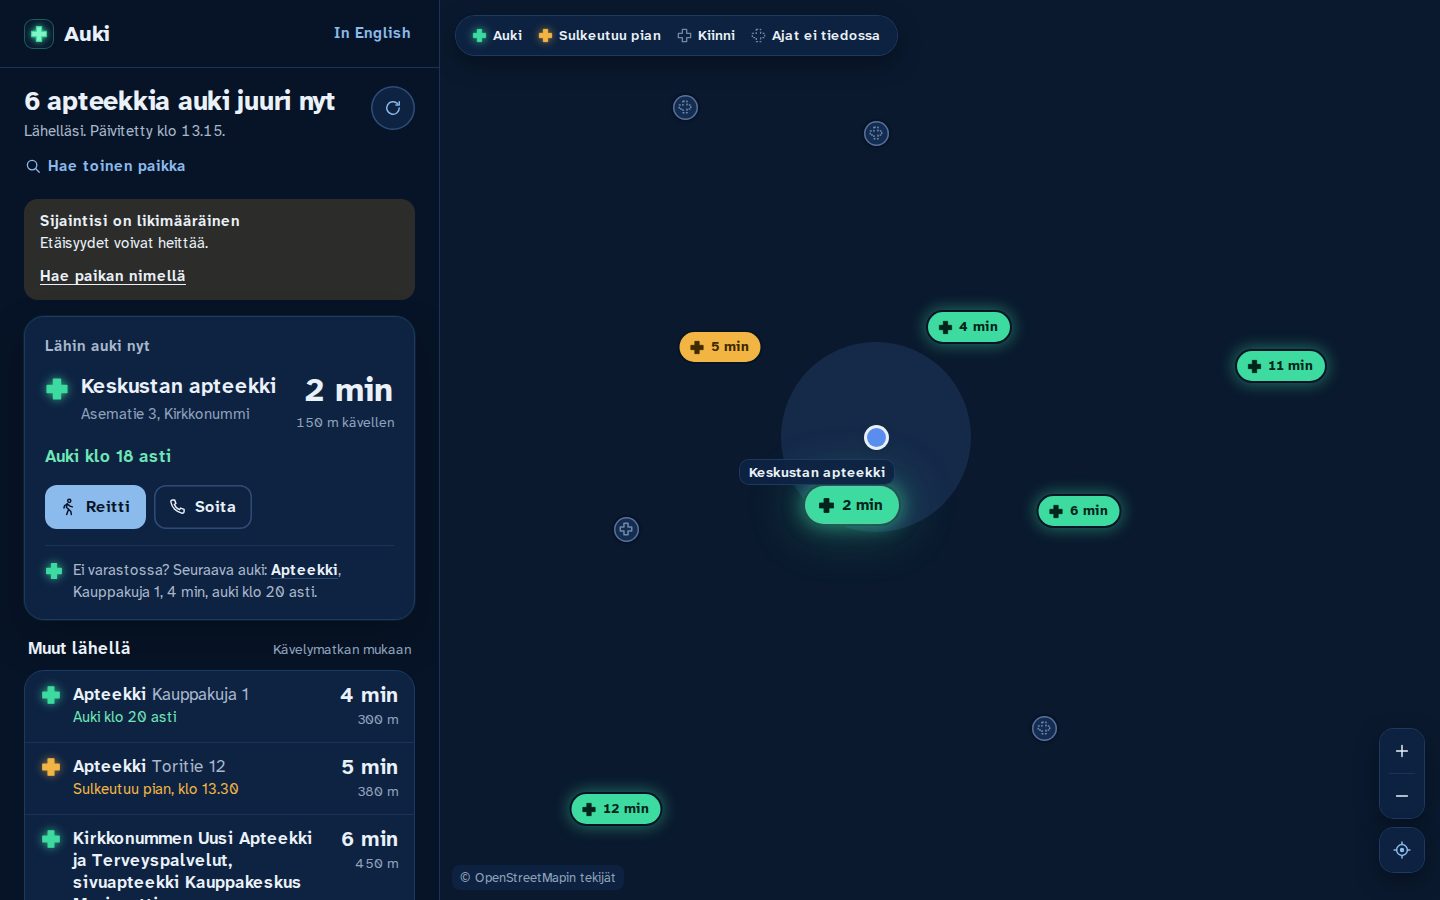 Auki
In English
6 apteekkia auki juuri nyt
Lähelläsi. Päivitetty klo 13.15.
Hae toinen paikka
Sijaintisi on likimääräinen
Etäisyydet voivat heittää.
Hae paikan nimellä
Lähin auki nyt
Keskustan apteekki
2 min
Asematie 3, Kirkkonummi
150 m kävellen
Auki klo 18 asti
Reitti
Soita
Ei varastossa? Seuraava auki: Apteekki,
Kauppakuja 1, 4 min, auki klo 20 asti.
Muut lähellä
Kävelymatkan mukaan
Apteekki Kauppakuja 1
4 min
Auki klo 20 asti
300 m
Apteekki Toritie 12
5 min
Sulkeutuu pian, klo 13.30
380 m
Kirkkonummen Uusi Apteekki
6 min
ja Terveyspalvelut,
450 m
sivuapteekki Kauppakeskus
Auki
Sulkeutuu pian
Kiinni
Ajat ei tiedossa
4 min
5 min
11 min
Keskustan apteekki
2 min
6 min
12 min
© OpenStreetMapin tekijät